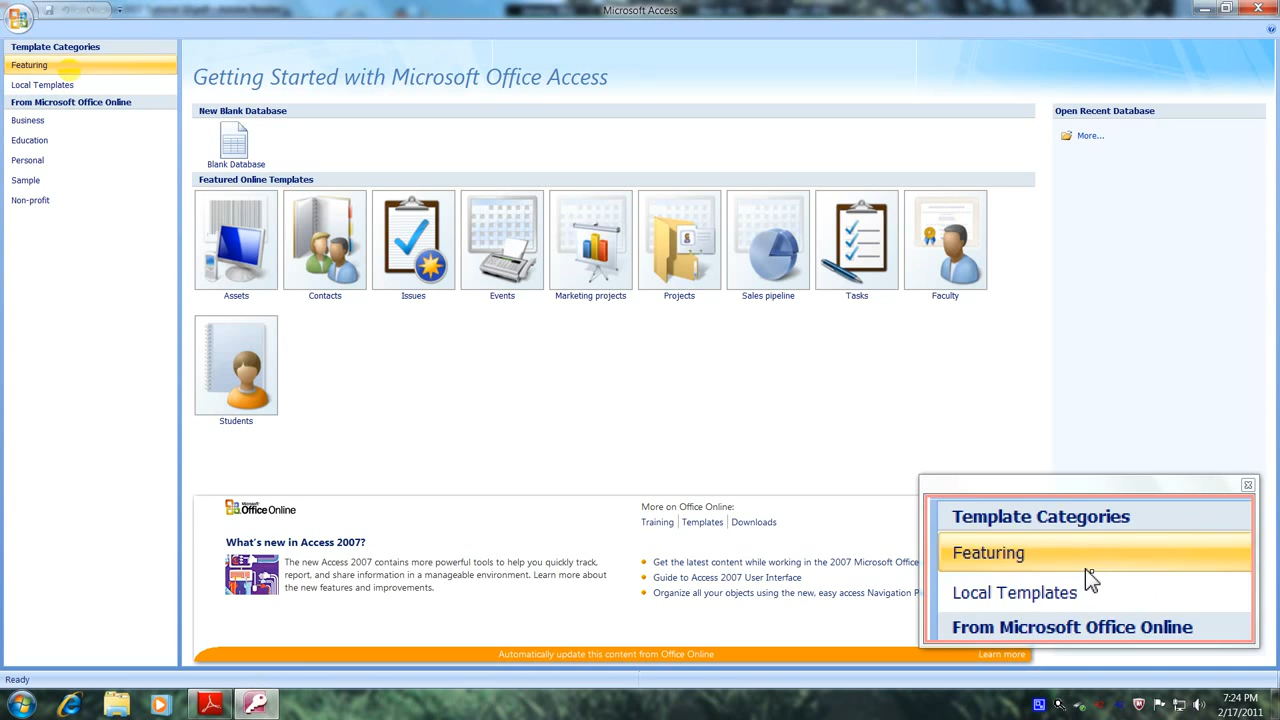 Microsoft Access
Template Categories
Featuring
Local Templates
From Microsoft Office Online
Business
Education
Personal
Sample
Non-profit
Getting Started with Microsoft Office Access
New Blank Database
Blank Database
Featured Online Templates
Assets
Contacts
Issues
Events
Marketing projects
Projects
Sales pipeline
Tasks
Faculty
Students
Open Recent Database
More...
Microsoft
Office Online
What's new in Access 2007?
The new Access 2007 contains more powerful tools to help you quickly track,
report, and share information in a manageable environment. Learn more about
the new features and improvements.
More on Office Online:
Training | Templates | Downloads
Get the latest content while working in the 2007 Microsoft Office
Guide to Access 2007 User Interface
Organize all your objects using the new, easy access Navigation
Automatically update this content from Office Online
Learn more
Template Categories
Featuring
Local Templates
From Microsoft Office Online
Ready
7:24 PM
2/17/2011